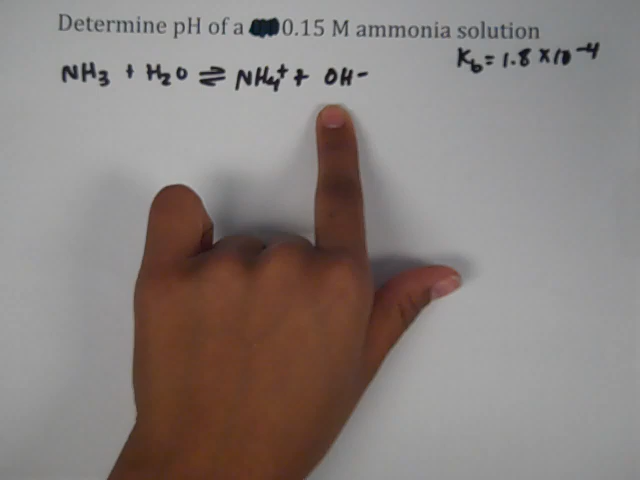 Determine pH of a 0.15 M ammonia solution
Kb = 1.8 x 10-4
NH3 + H2O ⇌ NH4+ + OH-